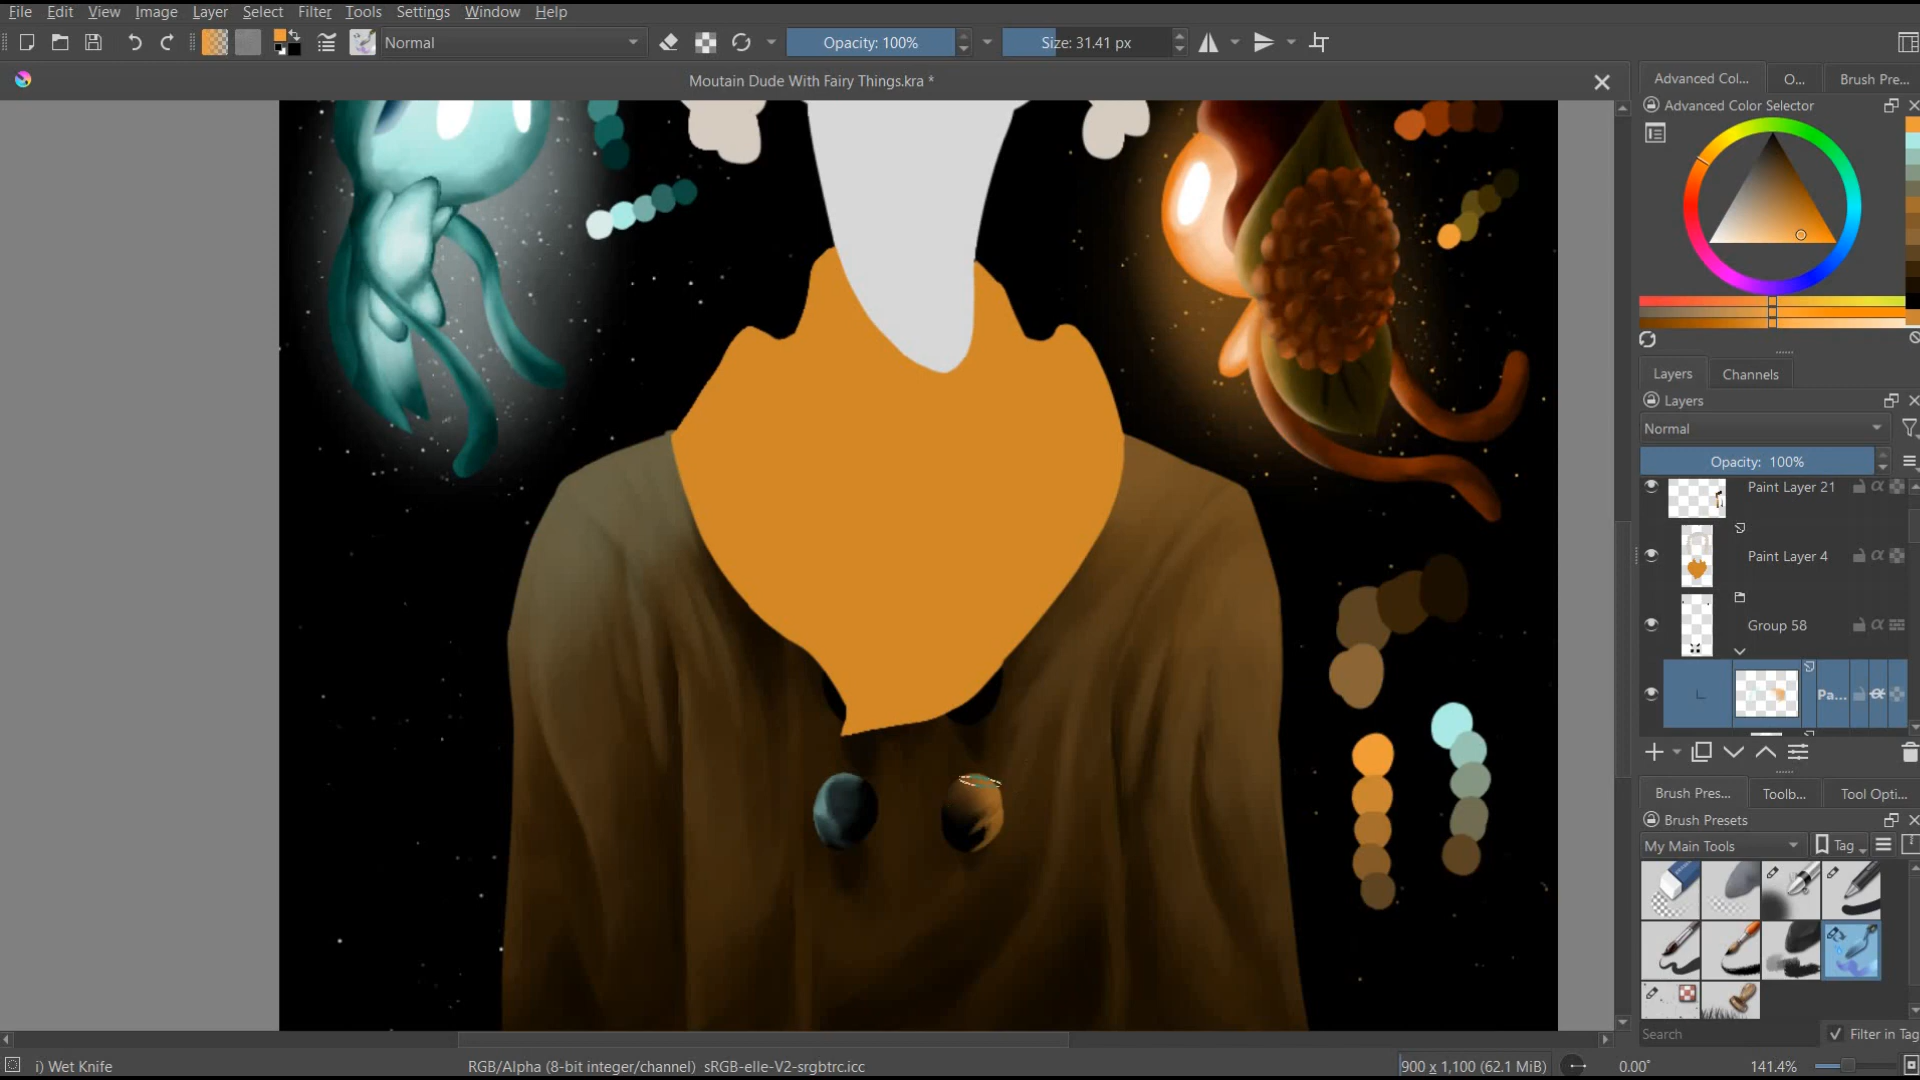 File Edit View Image Layer Select Filter Tools Settings Window Help
Normal Opacity: 100% Size: 31.41 px
Moutain Dude With Fairy Things.kra *
Advanced Col... O... Brush Pre...
Advanced Color Selector
Layers Channels
Layers
Normal
Opacity: 100%
Paint Layer 21
Paint Layer 4
Group 58
Pa...
Brush Pres... Toolb... Tool Opti...
Brush Presets
My Main Tools Tag
Search Filter in Tag
i) Wet Knife RGB/Alpha (8-bit integer/channel) sRGB-elle-V2-srgbtrc.icc 900 x 1,100 (62.1 MiB) 0.00° 141.4%